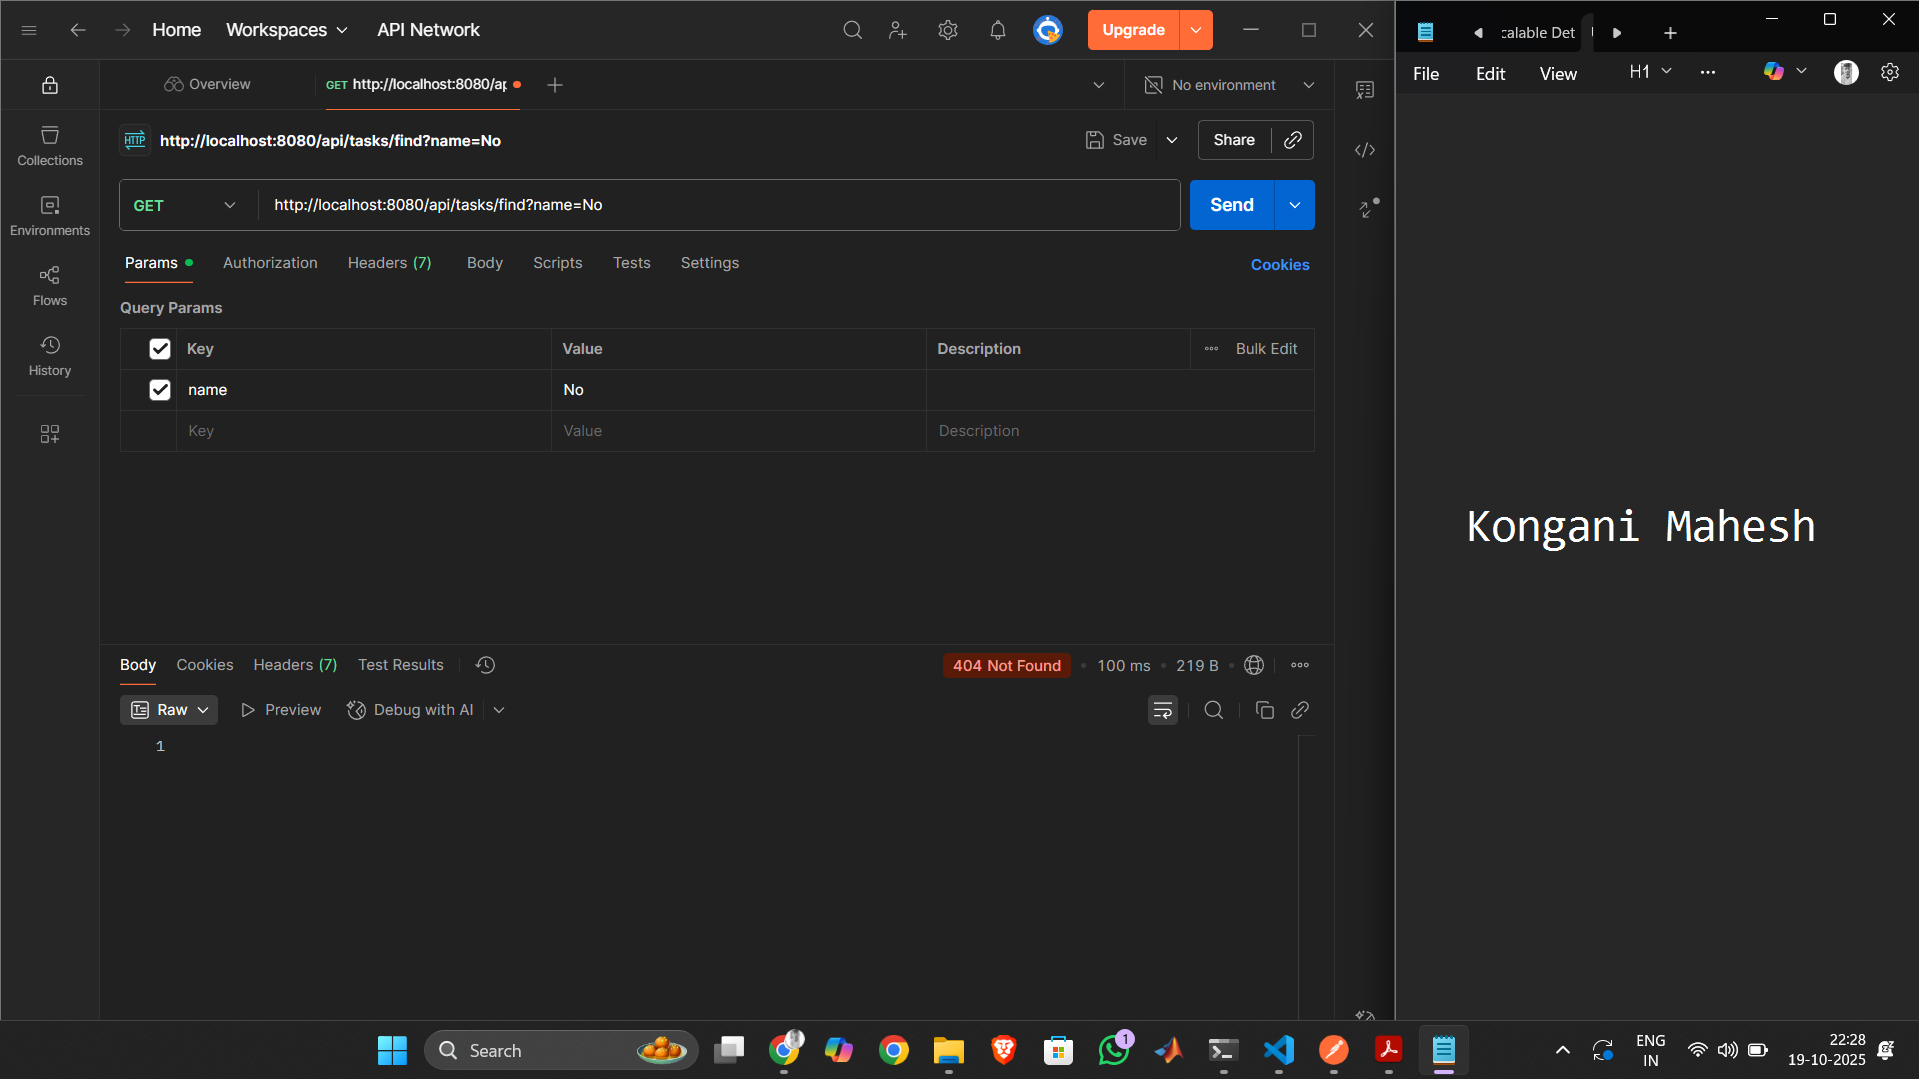 Home Workspaces API Network Upgrade
Overview GET http://localhost:8080/ap No environment
HTTP http://localhost:8080/api/tasks/find?name=No Save Share
GET http://localhost:8080/api/tasks/find?name=No Send
Params Authorization Headers (7) Body Scripts Tests Settings Cookies
Query Params
Key Value Description Bulk Edit
name No
Key Value Description
Collections
Environments
Flows
History
Body Cookies Headers (7) Test Results 404 Not Found 100 ms 219 B
Raw Preview Debug with AI
1
calable Det
File Edit View H1
Kongani Mahesh
Search
1
ENG
IN
22:28
19-10-2025